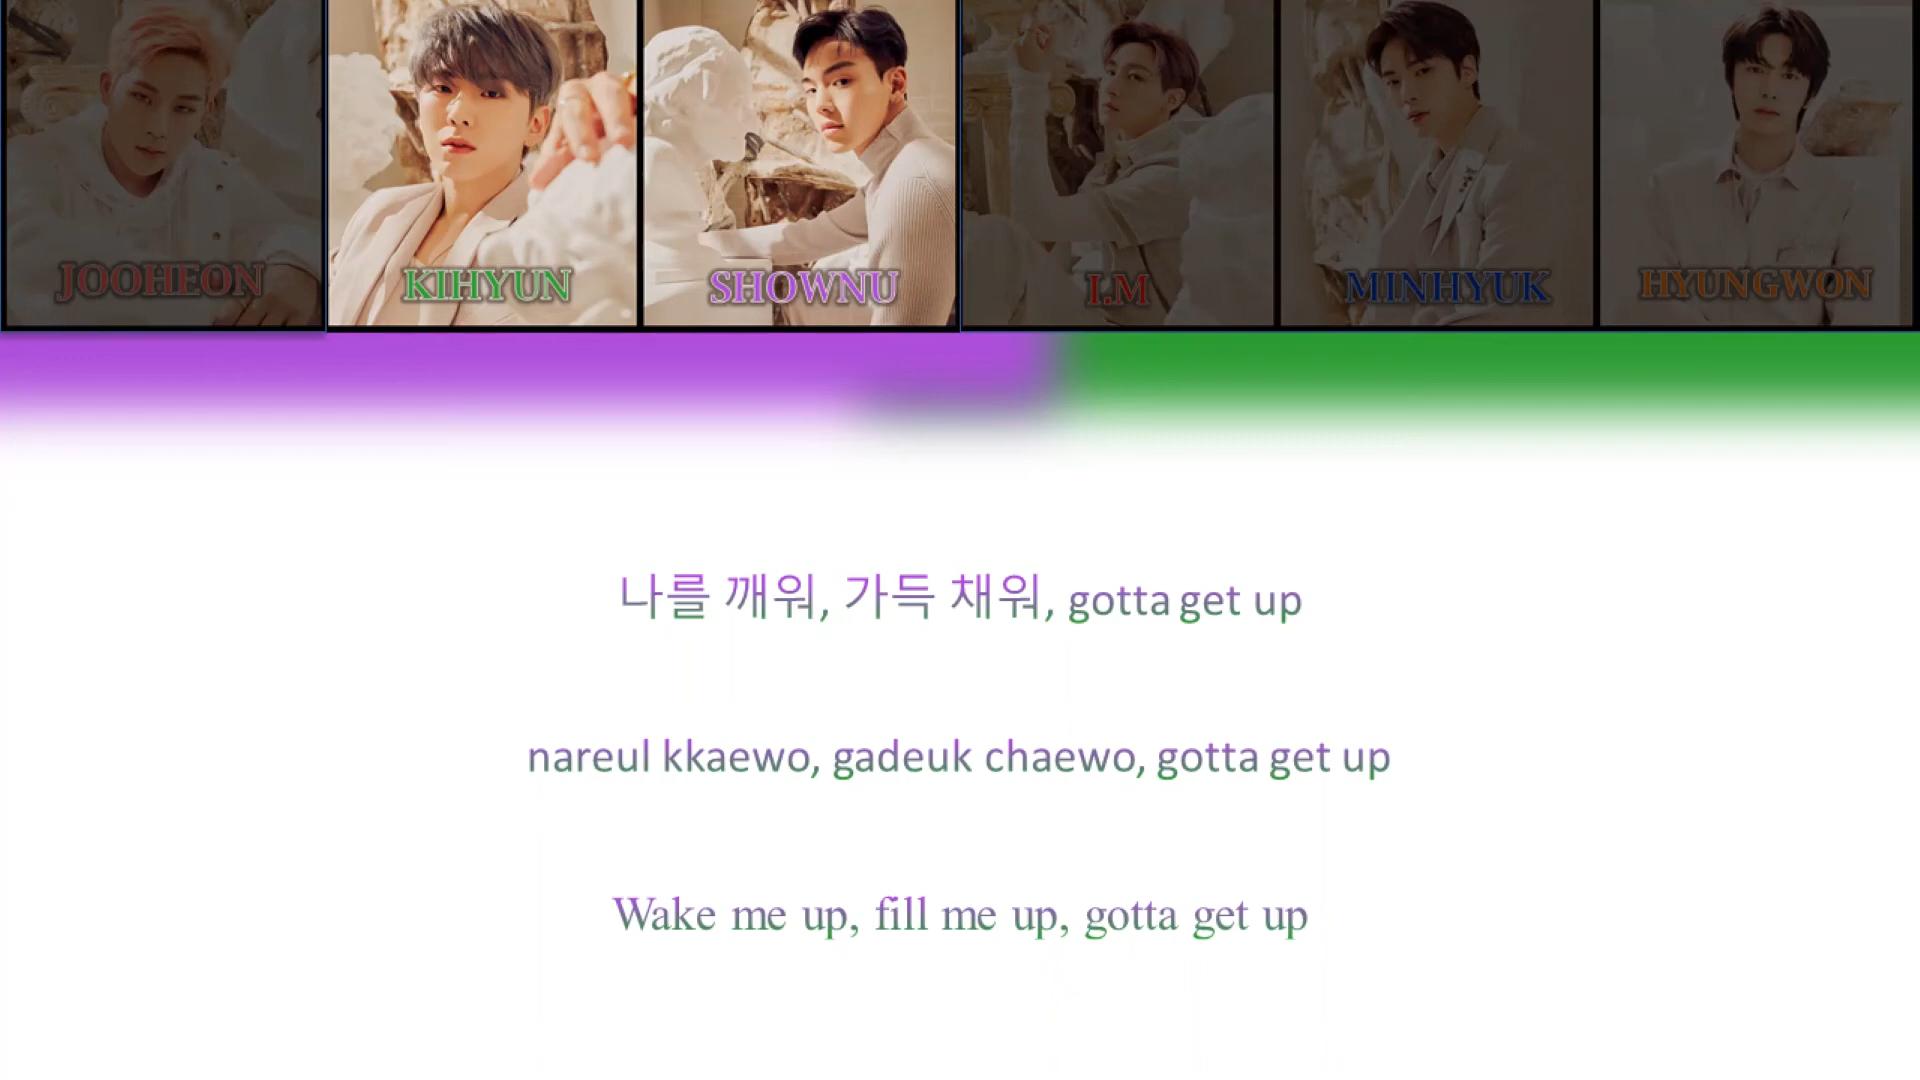 JOOHEON
KIHYUN
SHOWNU
I.M
MINHYUK
HYUNGWON
나를 깨워, 가득 채워, gotta get up
nareul kkaewo, gadeuk chaewo, gotta get up
Wake me up, fill me up, gotta get up